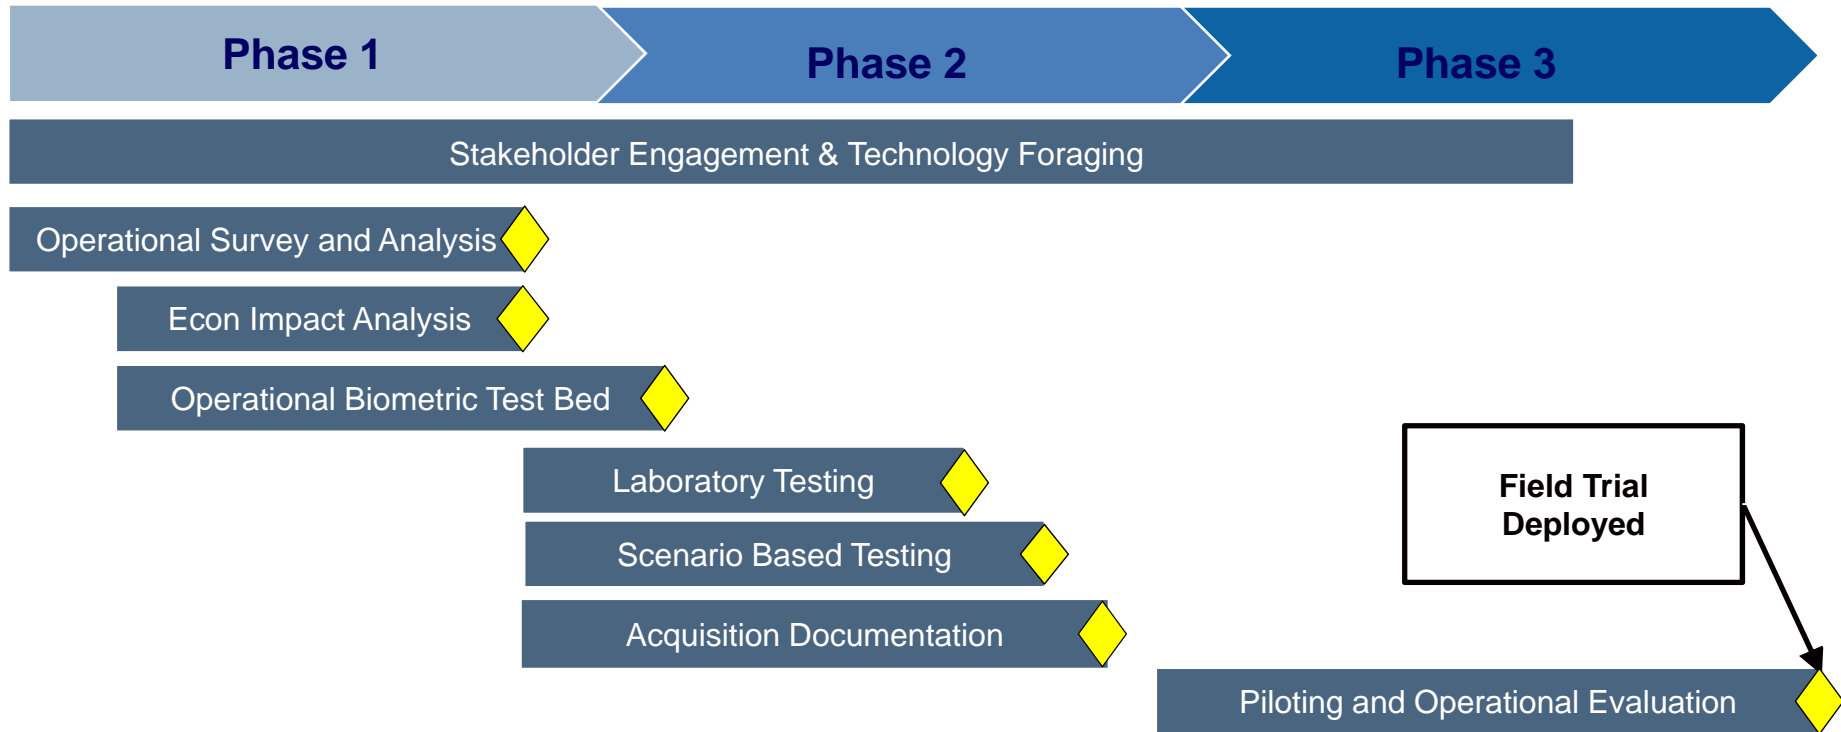 Phase 1
Phase 2
Phase 3
Stakeholder Engagement & Technology Foraging
Operational Survey and Analysis
Econ Impact Analysis
Operational Biometric Test Bed
Laboratory Testing
Scenario Based Testing
Acquisition Documentation
Field Trial
Deployed
Piloting and Operational Evaluation